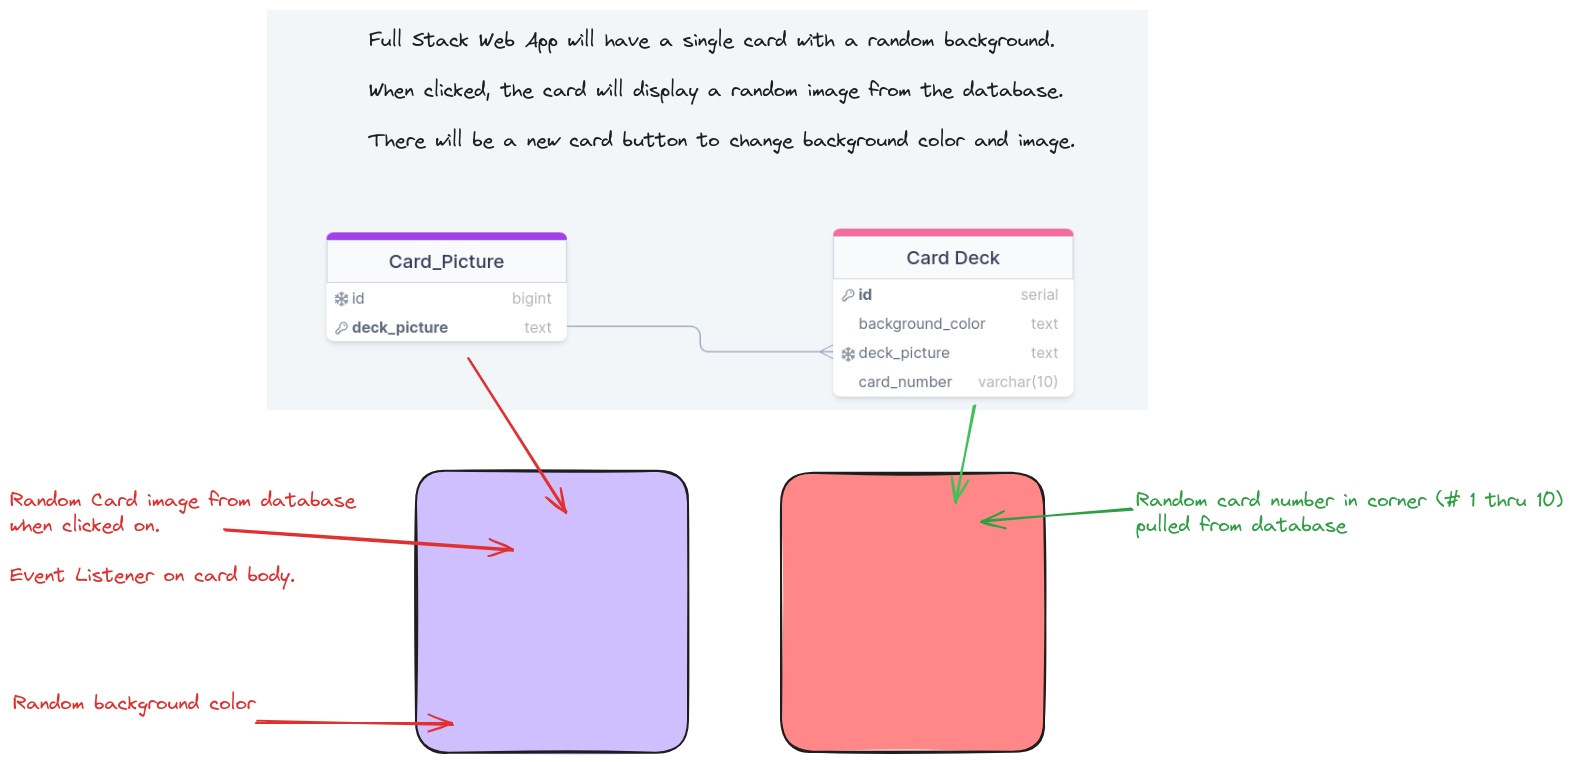 Full Stack Web App will have a single card with a random background.
When clicked, the card will display a random image from the database.
There will be a new card button to change background color and image.
Card_Picture
id bigint
deck_picture text
Card Deck
id serial
background_color text
deck_picture text
card_number varchar(10)
Random Card image from database
when clicked on.
Event Listener on card body.
Random background color
Random card number in corner (# 1 thru 10)
pulled from database